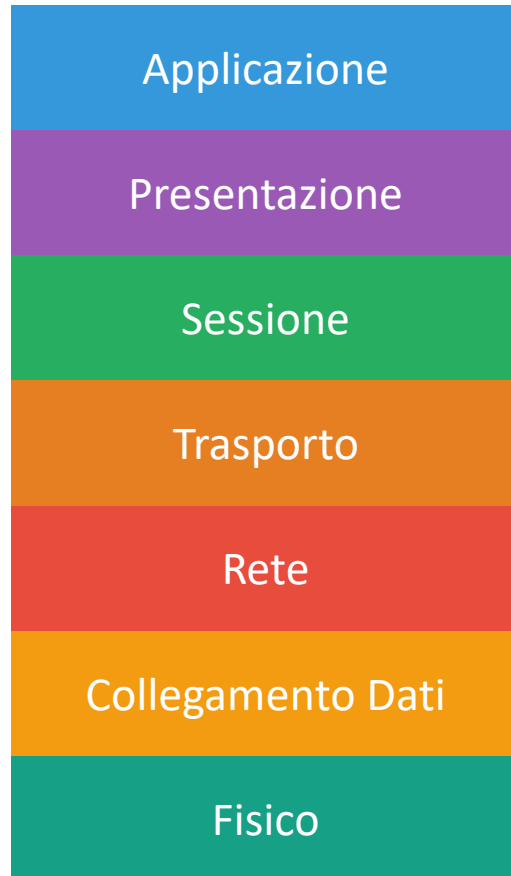 Applicazione
Presentazione
Sessione
Trasporto
Rete
Collegamento Dati
Fisico